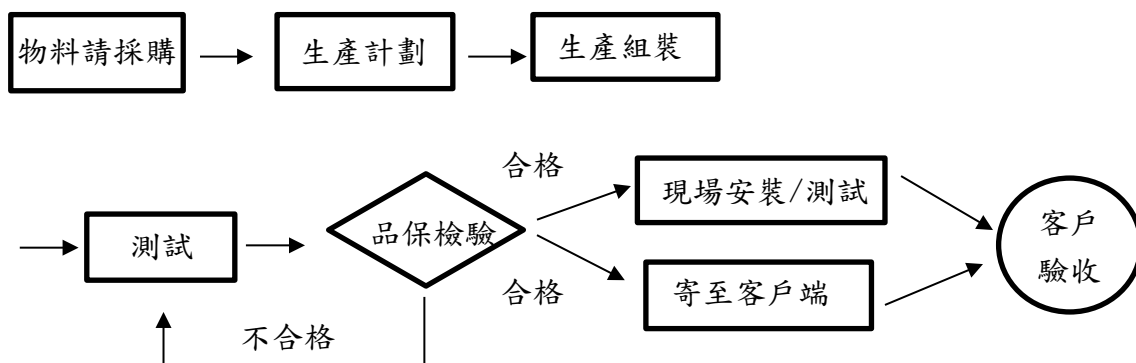 物料請採購
生產計劃
生產組裝
合格
現場安裝/測試
測試
品保檢驗
客戶
驗收
合格
寄至客戶端
不合格